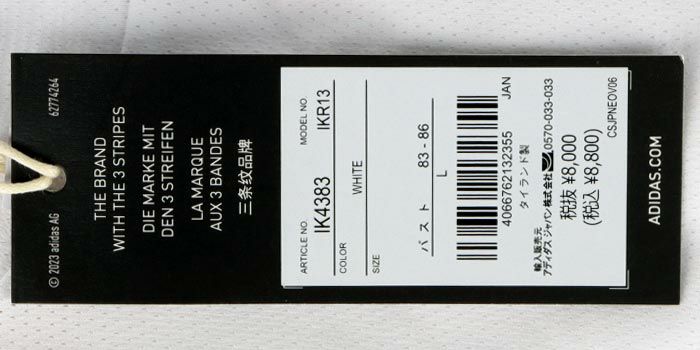 62774264
THE BRAND
WITH THE 3 STRIPES
DIE MARKE MIT
DEN 3 STREIFEN
LA MARQUE
AUX 3 BANDES
三条纹品牌
© 2023 adidas AG
ARTICLE NO. MODEL NO.
IK4383 IKR13
COLOR
WHITE
SIZE
バスト 83 - 86
L
4066762132355 JAN
タイランド製
輸入販売元
アディダス ジャパン株式会社 0570-033-033
税抜 ¥8,000
(税込 ¥8,800)
CSJPNEOV06
ADIDAS.COM